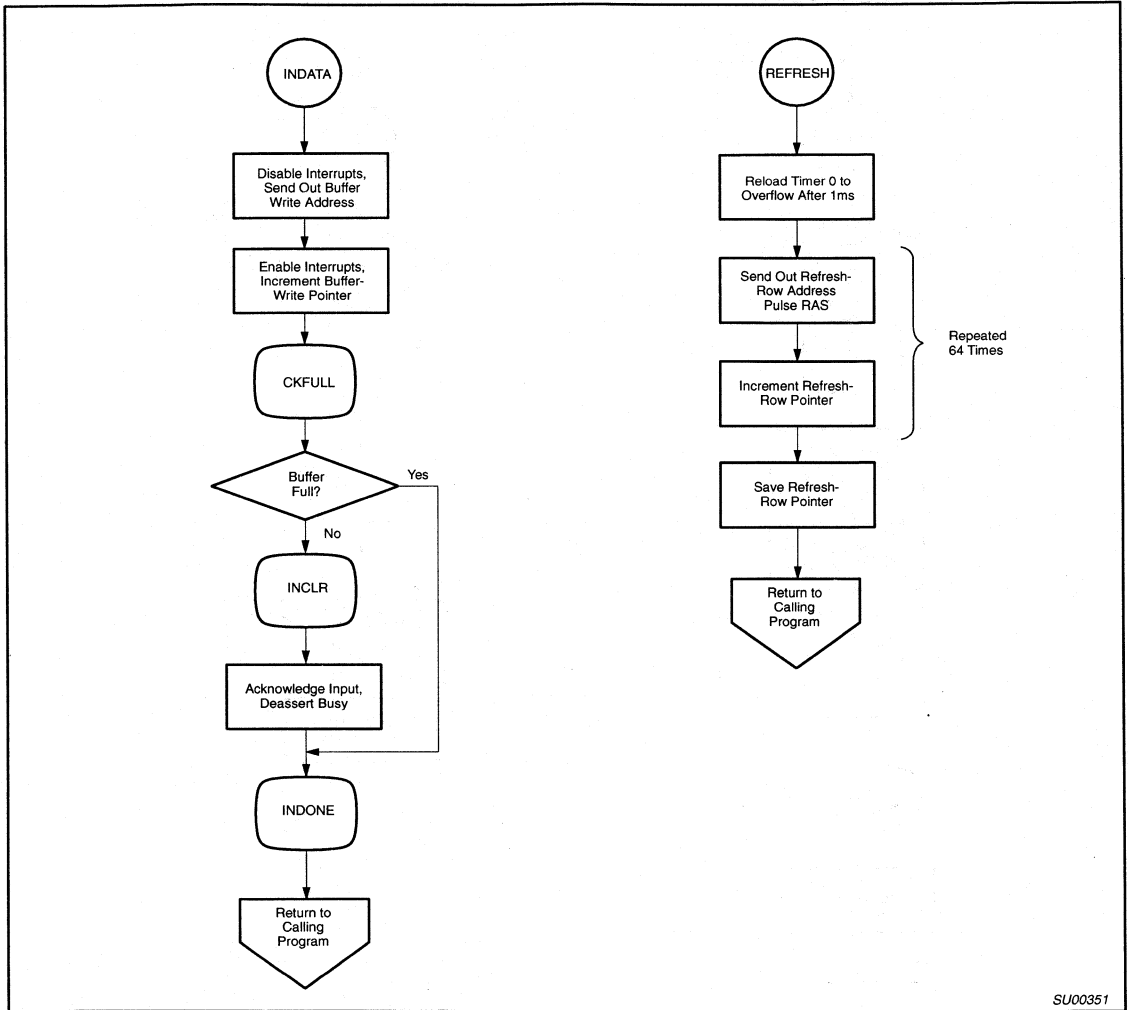 INDATA
Disable Interrupts,
Send Out Buffer
Write Address
Enable Interrupts,
Increment Buffer-
Write Pointer
CKFULL
Buffer
Full?
Yes
No
INCLR
Acknowledge Input,
Deassert Busy
INDONE
Return to
Calling
Program
REFRESH
Reload Timer 0 to
Overflow After 1ms
Send Out Refresh-
Row Address
Pulse RAS
Increment Refresh-
Row Pointer
Repeated
64 Times
Save Refresh-
Row Pointer
Return to
Calling
Program
SU00351